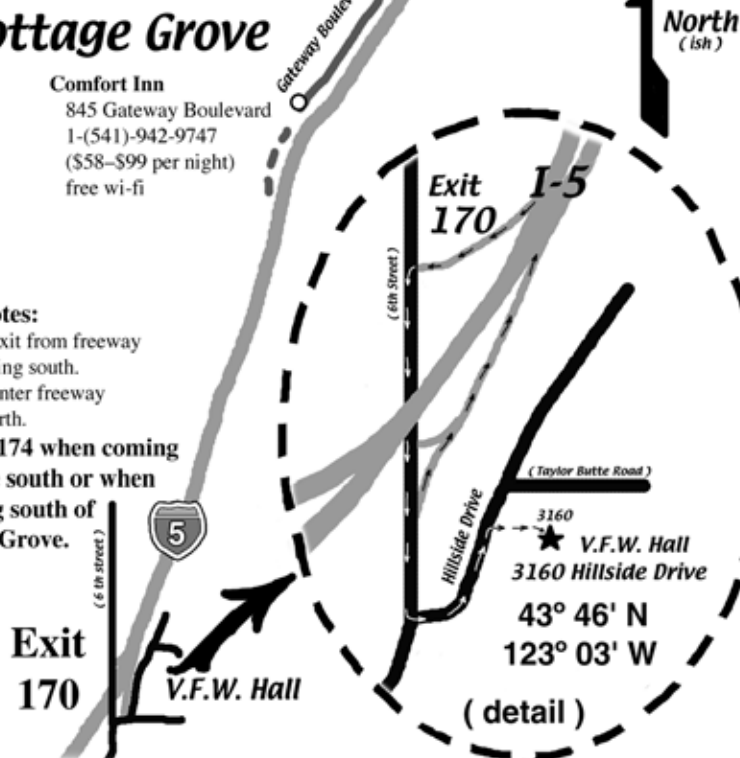 ottage Grove
North
( ish )
Gateway Boulev
Comfort Inn
845 Gateway Boulevard
1-(541)-942-9747
($58–$99 per night)
free wi-fi
Exit
170
I-5
( 6th Street )
otes:
xit from freeway
ing south.
nter freeway
rth.
174 when coming
south or when
g south of
Grove.
5
( 6 th street )
Exit
170
V.F.W. Hall
Hillside Drive
( Taylor Butte Road )
3160
V.F.W. Hall
3160 Hillside Drive
43° 46' N
123° 03' W
( detail )